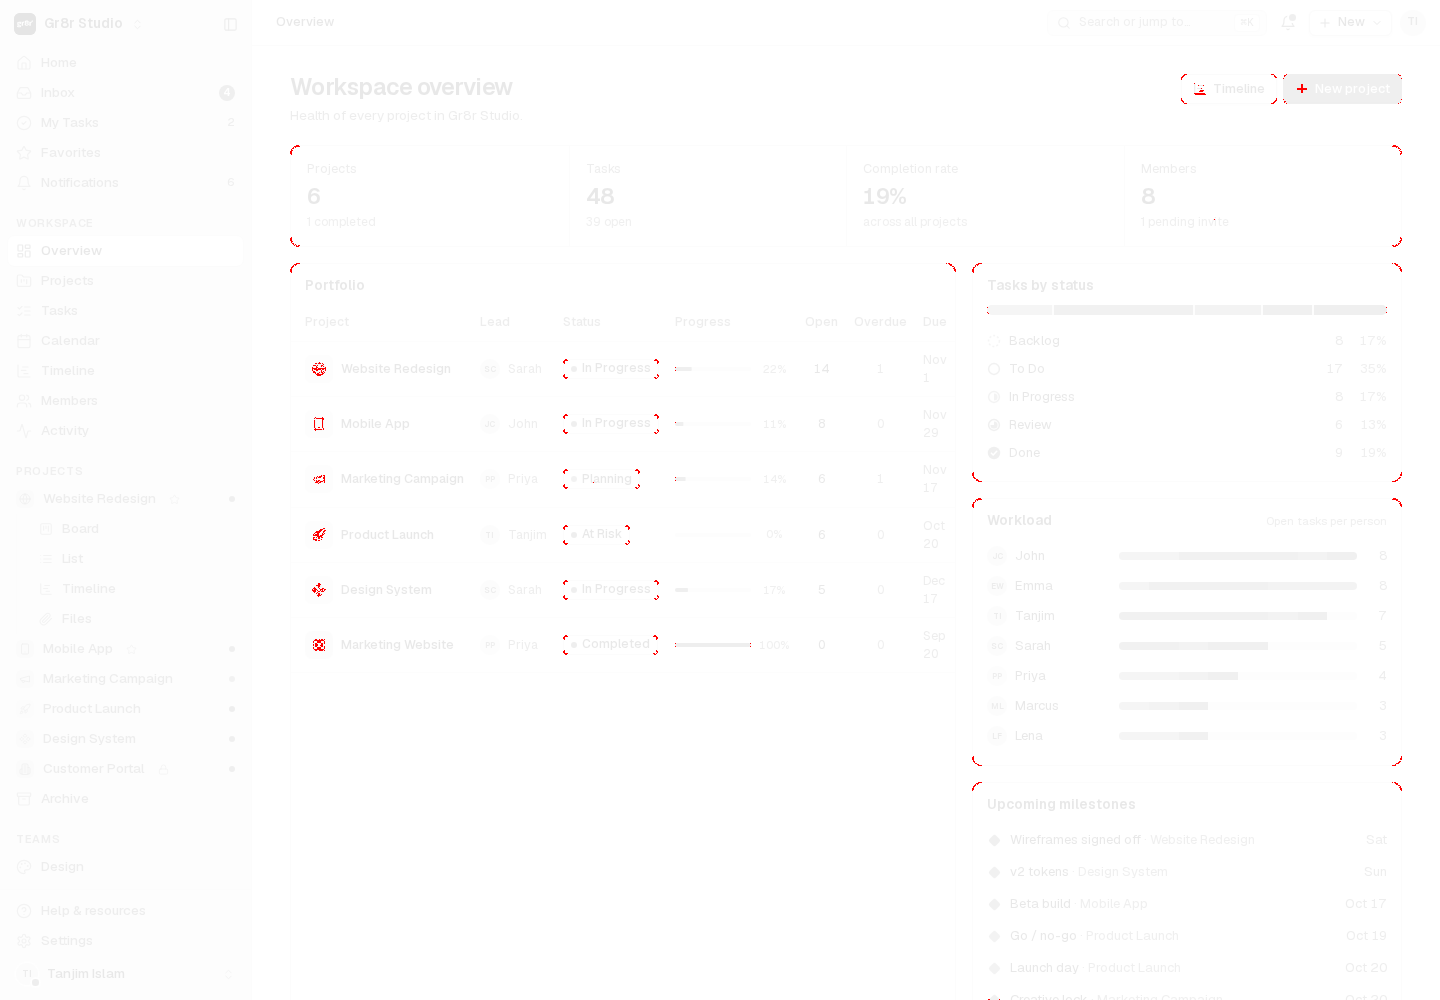 Gr8r Studio
Overview
Search or jump to...
⌘K
New
TI
Home
Inbox
4
My Tasks
2
Favorites
Notifications
6
WORKSPACE
Overview
Projects
Tasks
Calendar
Timeline
Members
Activity
PROJECTS
Website Redesign
Board
List
Timeline
Files
Mobile App
Marketing Campaign
Product Launch
Design System
Customer Portal
Archive
TEAMS
Design
Help & resources
Settings
TI Tanjim Islam
Workspace overview
Health of every project in Gr8r Studio.
Timeline
New project
Projects
6
1 completed
Tasks
48
39 open
Completion rate
19%
across all projects
Members
8
1 pending invite
Portfolio
Project Lead Status Progress Open Overdue Due
Website Redesign SC Sarah In Progress 22% 14 1 Nov 1
Mobile App JC John In Progress 11% 8 0 Nov 29
Marketing Campaign PP Priya Planning 14% 6 1 Nov 17
Product Launch TI Tanjim At Risk 0% 6 0 Oct 20
Design System SC Sarah In Progress 17% 5 0 Dec 17
Marketing Website PP Priya Completed 100% 0 0 Sep 20
Tasks by status
Backlog 8 17%
To Do 17 35%
In Progress 8 17%
Review 6 13%
Done 9 19%
Workload
Open tasks per person
JC John 8
EW Emma 8
TI Tanjim 7
SC Sarah 5
PP Priya 4
ML Marcus 3
LF Lena 3
Upcoming milestones
Wireframes signed off · Website Redesign Sat
v2 tokens · Design System Sun
Beta build · Mobile App Oct 17
Go / no-go · Product Launch Oct 19
Launch day · Product Launch Oct 20
Creative lock · Marketing Campaign Oct 20